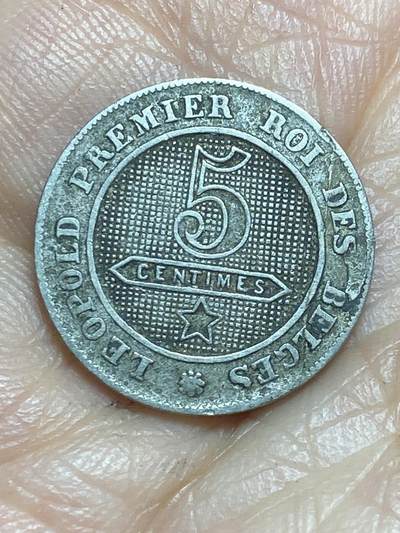 LEOPOLD PREMIER ROI DES BELGES
5
CENTIMES